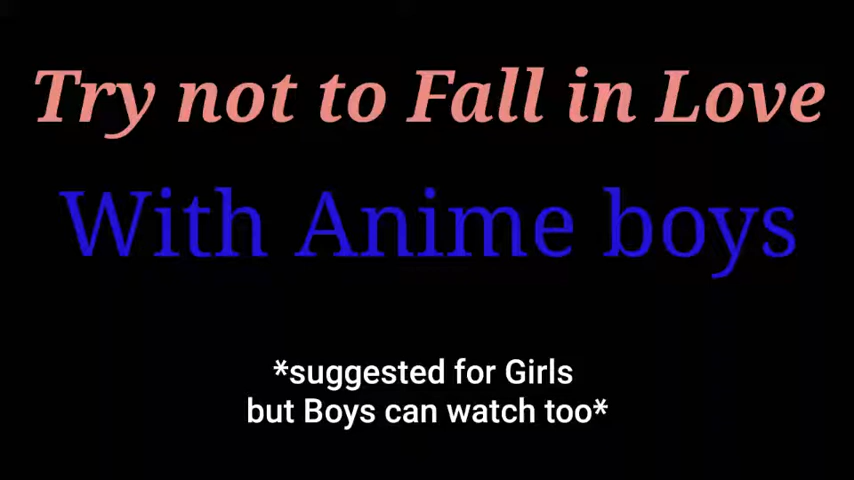 Try not to Fall in Love
With Anime boys
*suggested for Girls
but Boys can watch too*